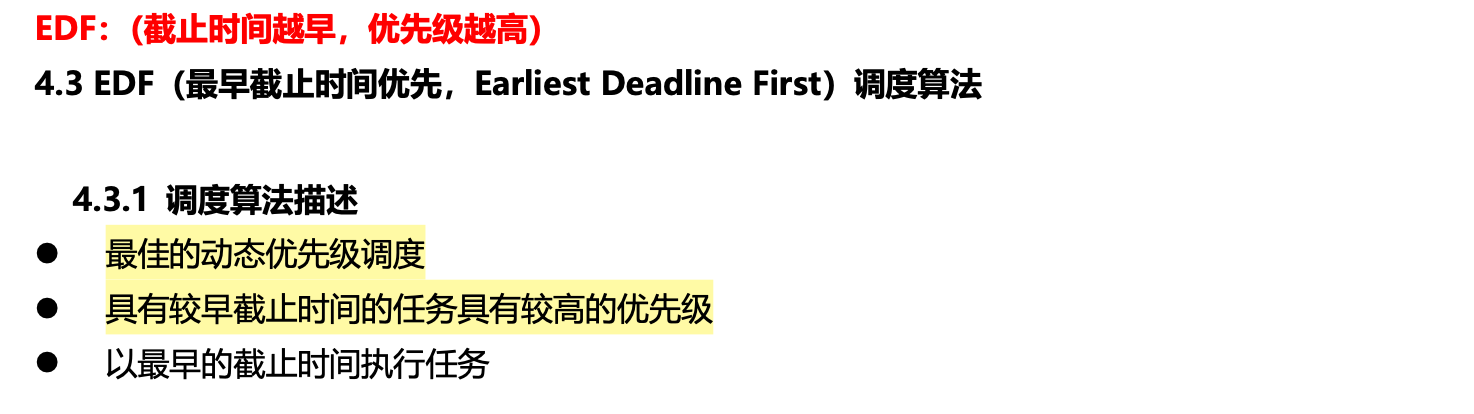 EDF：(截止时间越早，优先级越高)
4.3 EDF（最早截止时间优先，Earliest Deadline First）调度算法
4.3.1 调度算法描述
● 最佳的动态优先级调度
● 具有较早截止时间的任务具有较高的优先级
● 以最早的截止时间执行任务